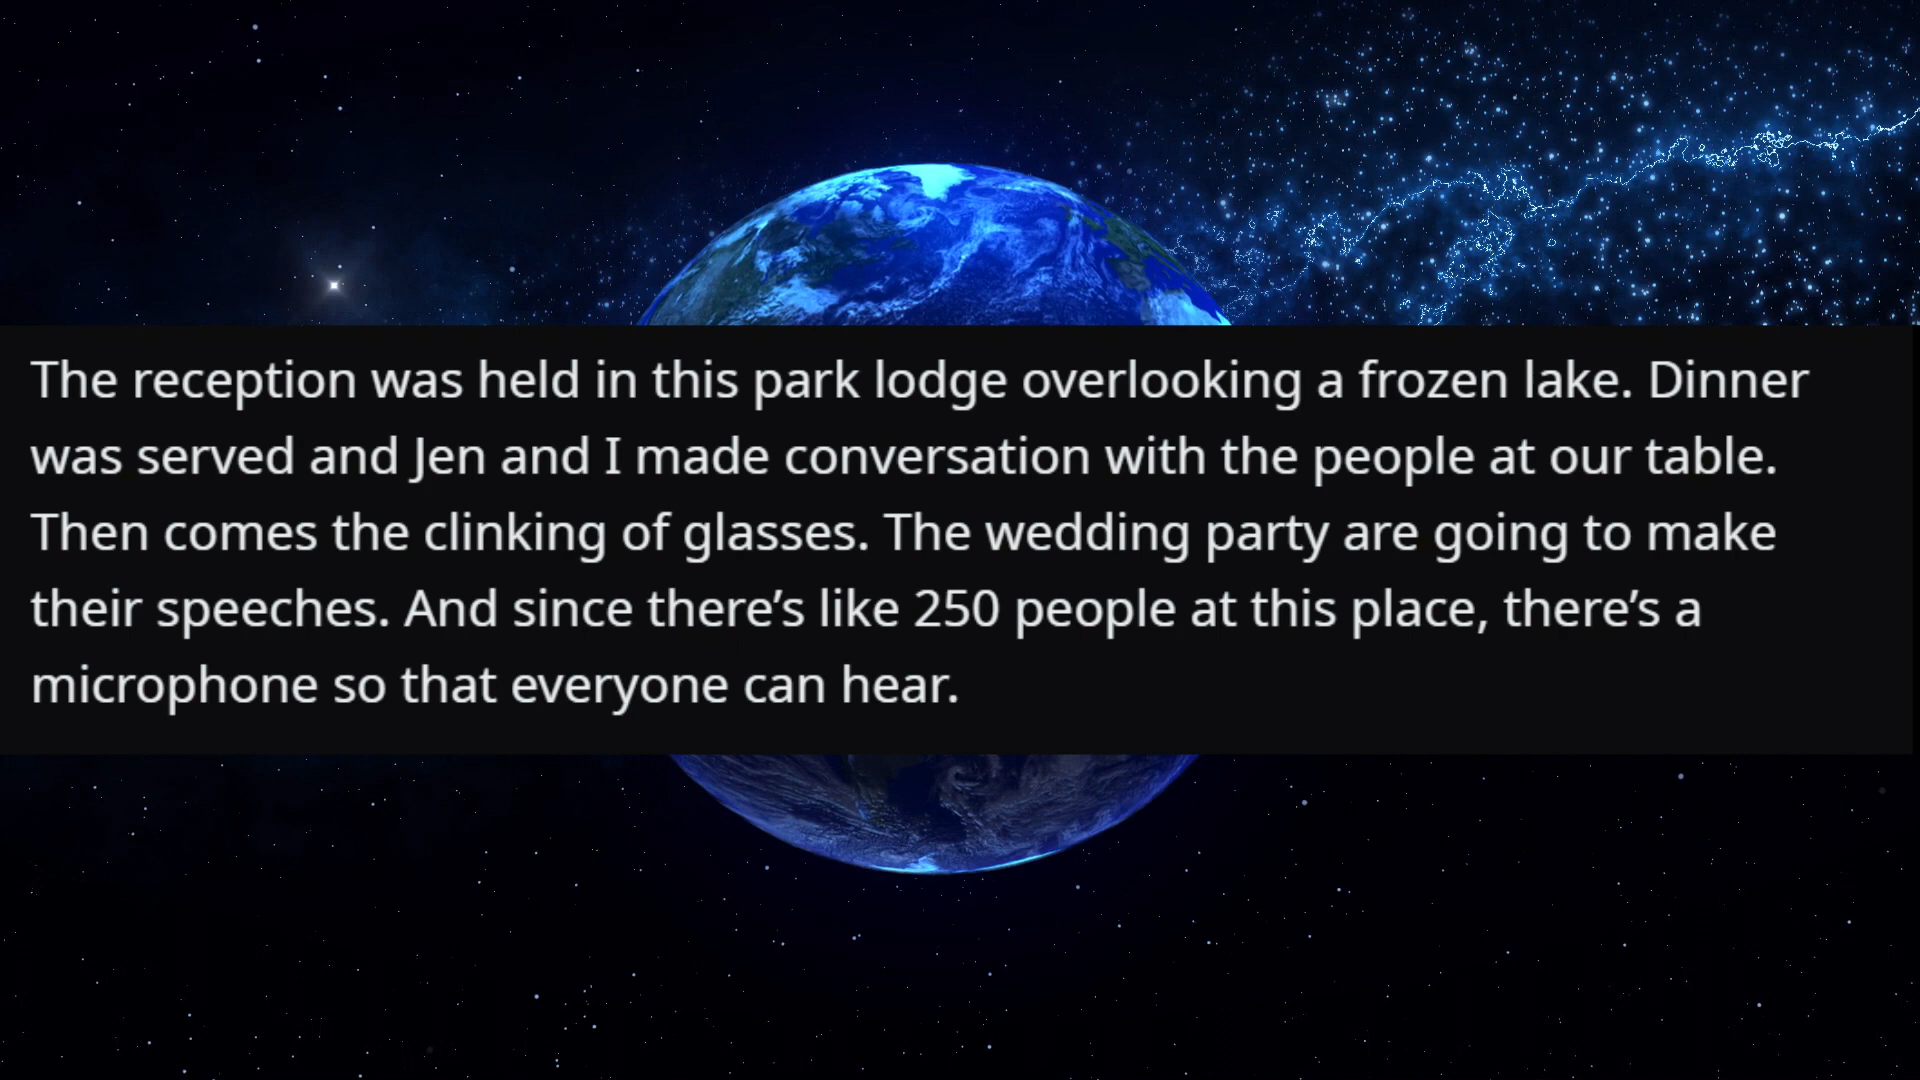 The reception was held in this park lodge overlooking a frozen lake. Dinner
was served and Jen and I made conversation with the people at our table.
Then comes the clinking of glasses. The wedding party are going to make
their speeches. And since there’s like 250 people at this place, there’s a
microphone so that everyone can hear.